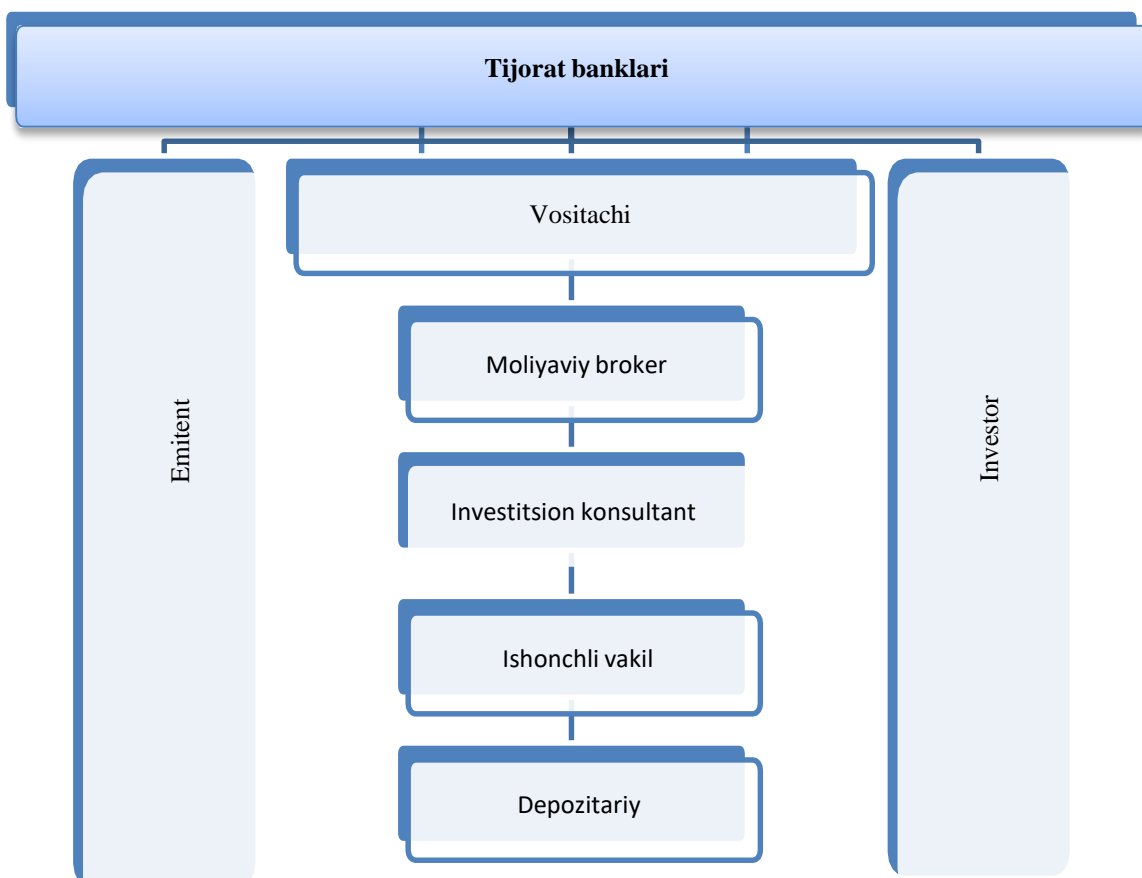 Tijorat banklari
Emitent
Vositachi
Moliyaviy broker
Investitsion konsultant
Ishonchli vakil
Depozitariy
Investor